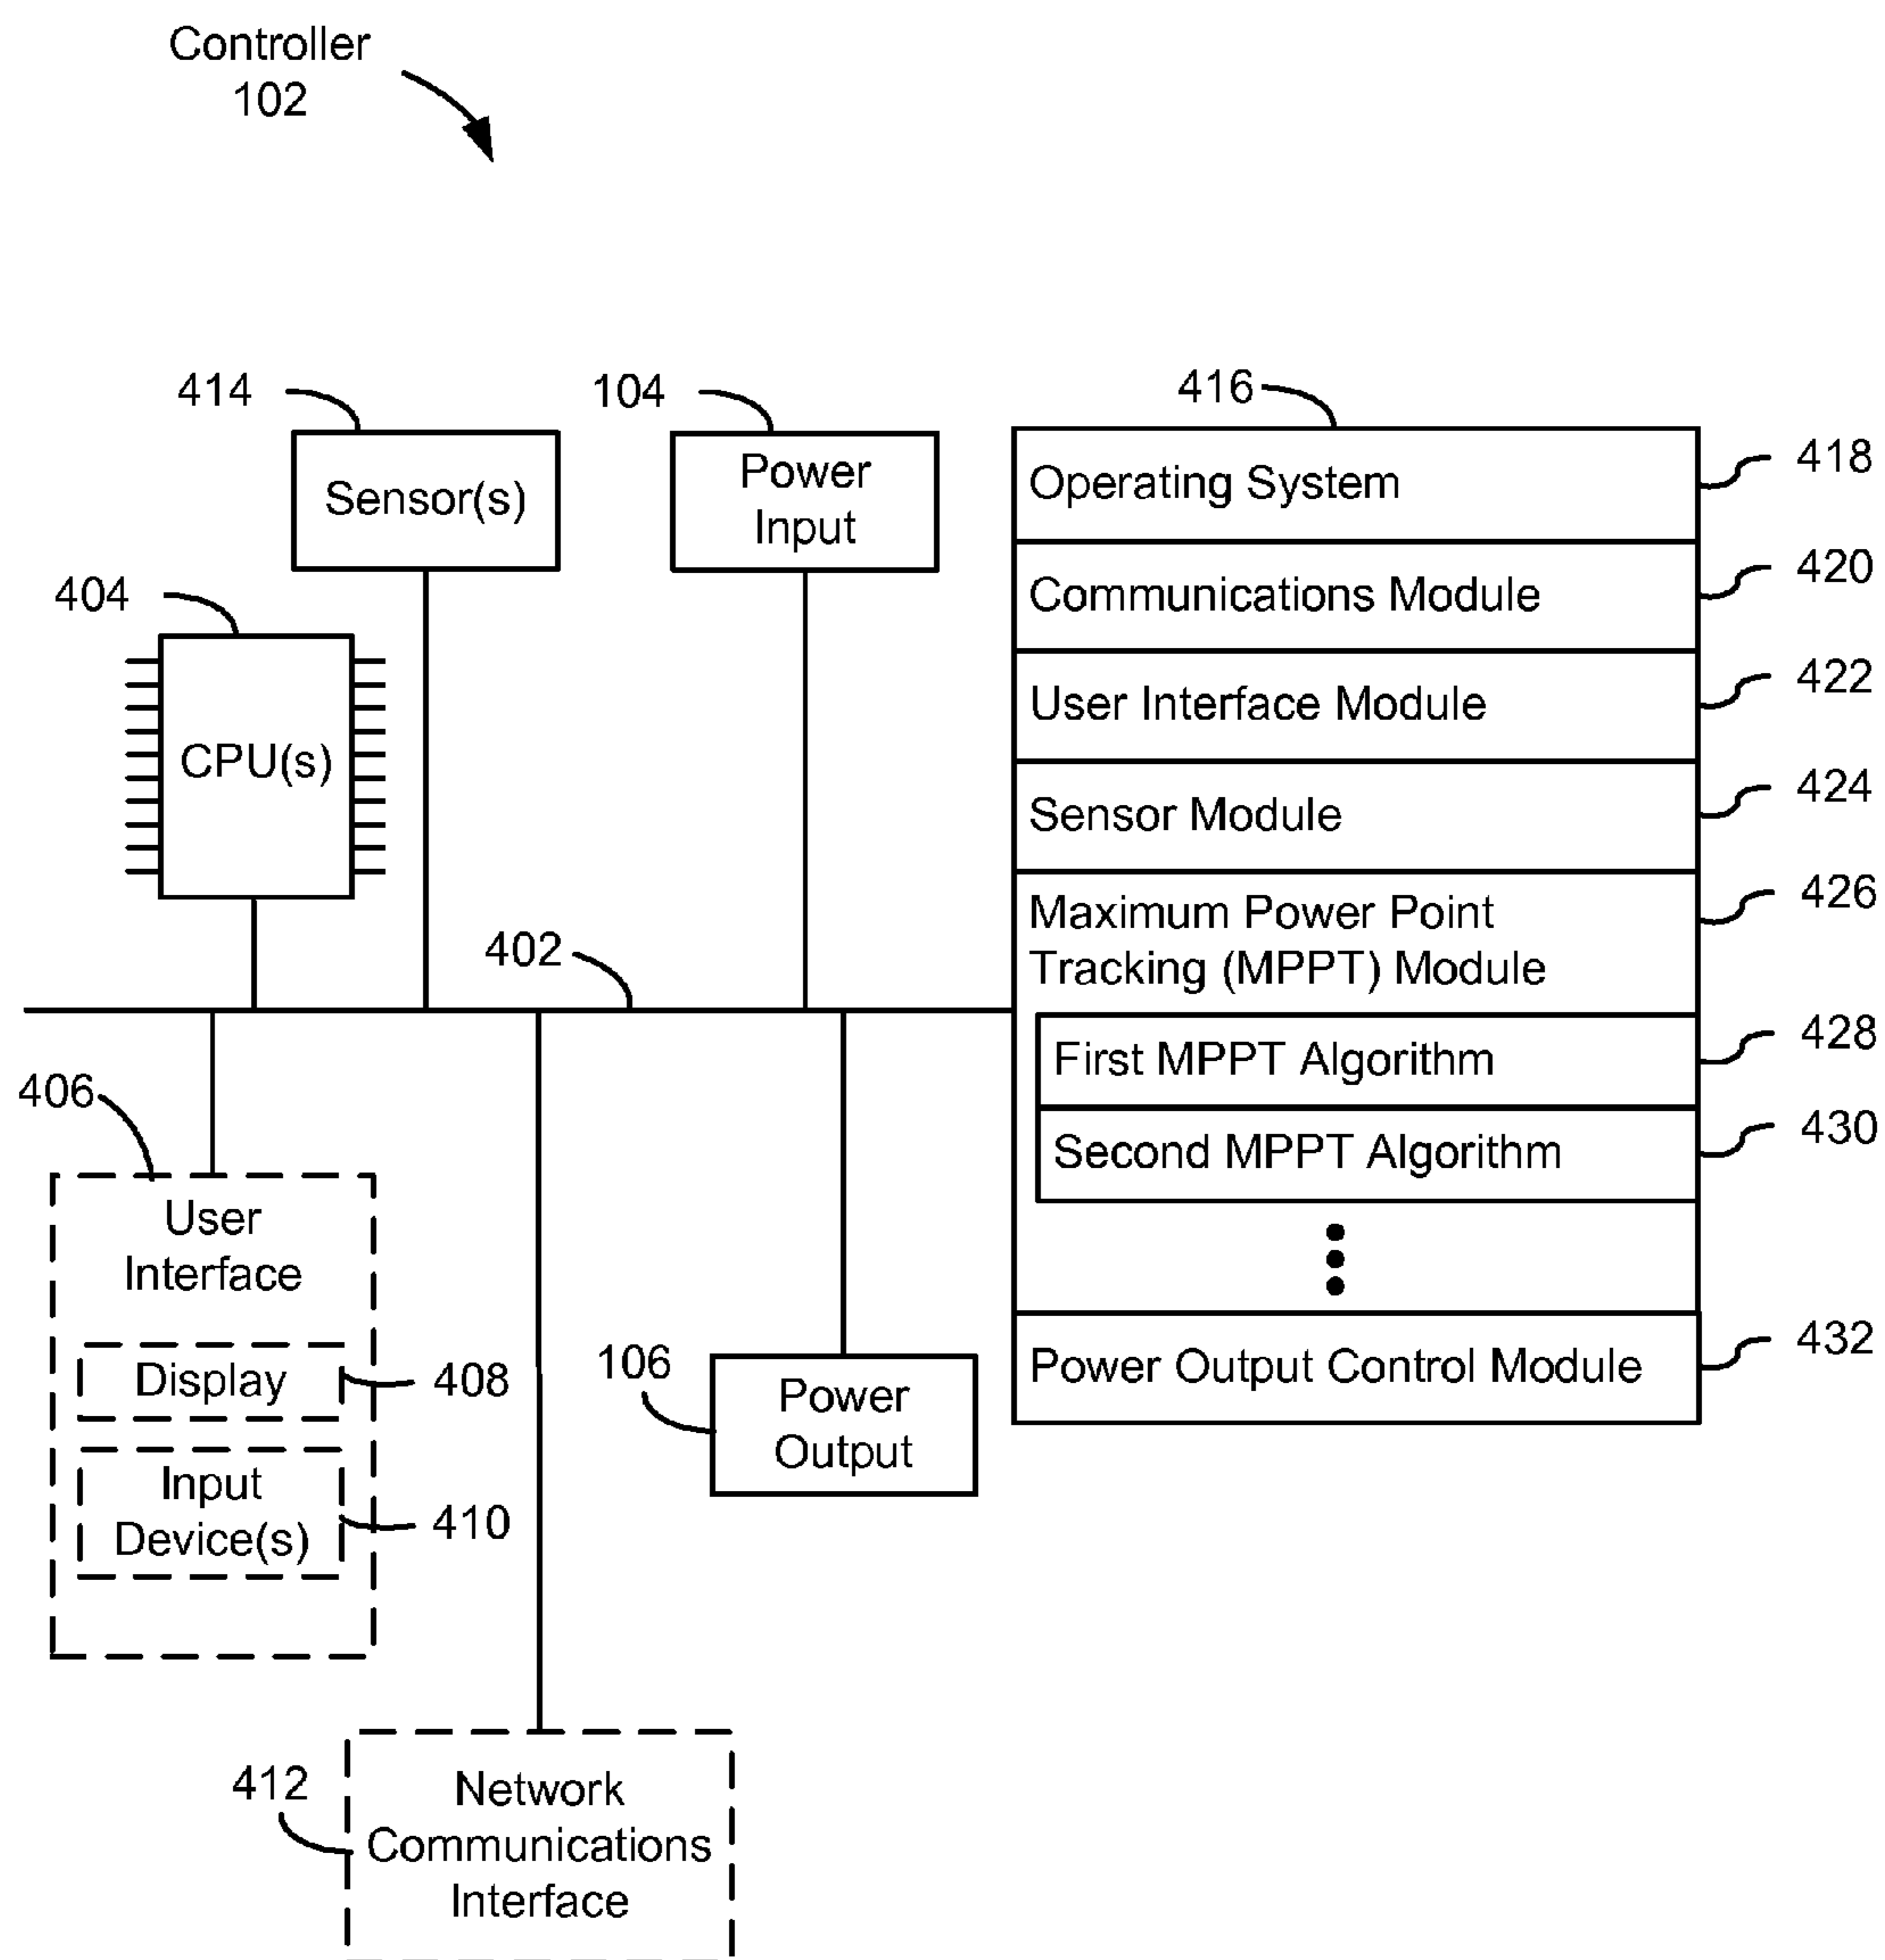 Controller
102
414
104
416
Sensor(s)
Power
Input
404
CPU(s)
402
Operating System
418
Communications Module
420
User Interface Module
422
Sensor Module
424
Maximum Power Point
Tracking (MPPT) Module
426
First MPPT Algorithm
428
Second MPPT Algorithm
430
Power Output Control Module
432
406
User
Interface
Display
408
Input
Device(s)
410
106
Power
Output
412
Network
Communications
Interface